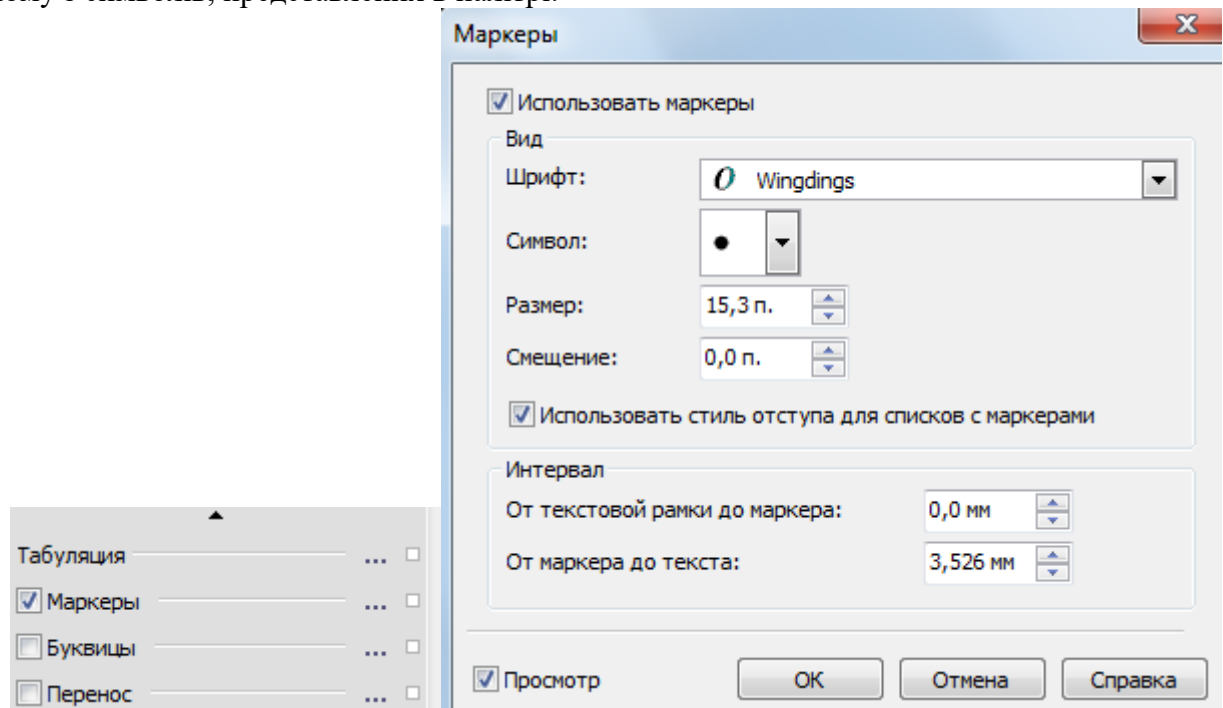 Маркеры
Использовать маркеры
Вид
Шрифт: O Wingdings
Символ:
Размер: 15,3 п.
Смещение: 0,0 п.
Использовать стиль отступа для списков с маркерами
Интервал
От текстовой рамки до маркера: 0,0 мм
От маркера до текста: 3,526 мм
Просмотр ОК Отмена Справка
Табуляция ...
Маркеры ...
Буквицы ...
Перенос ...